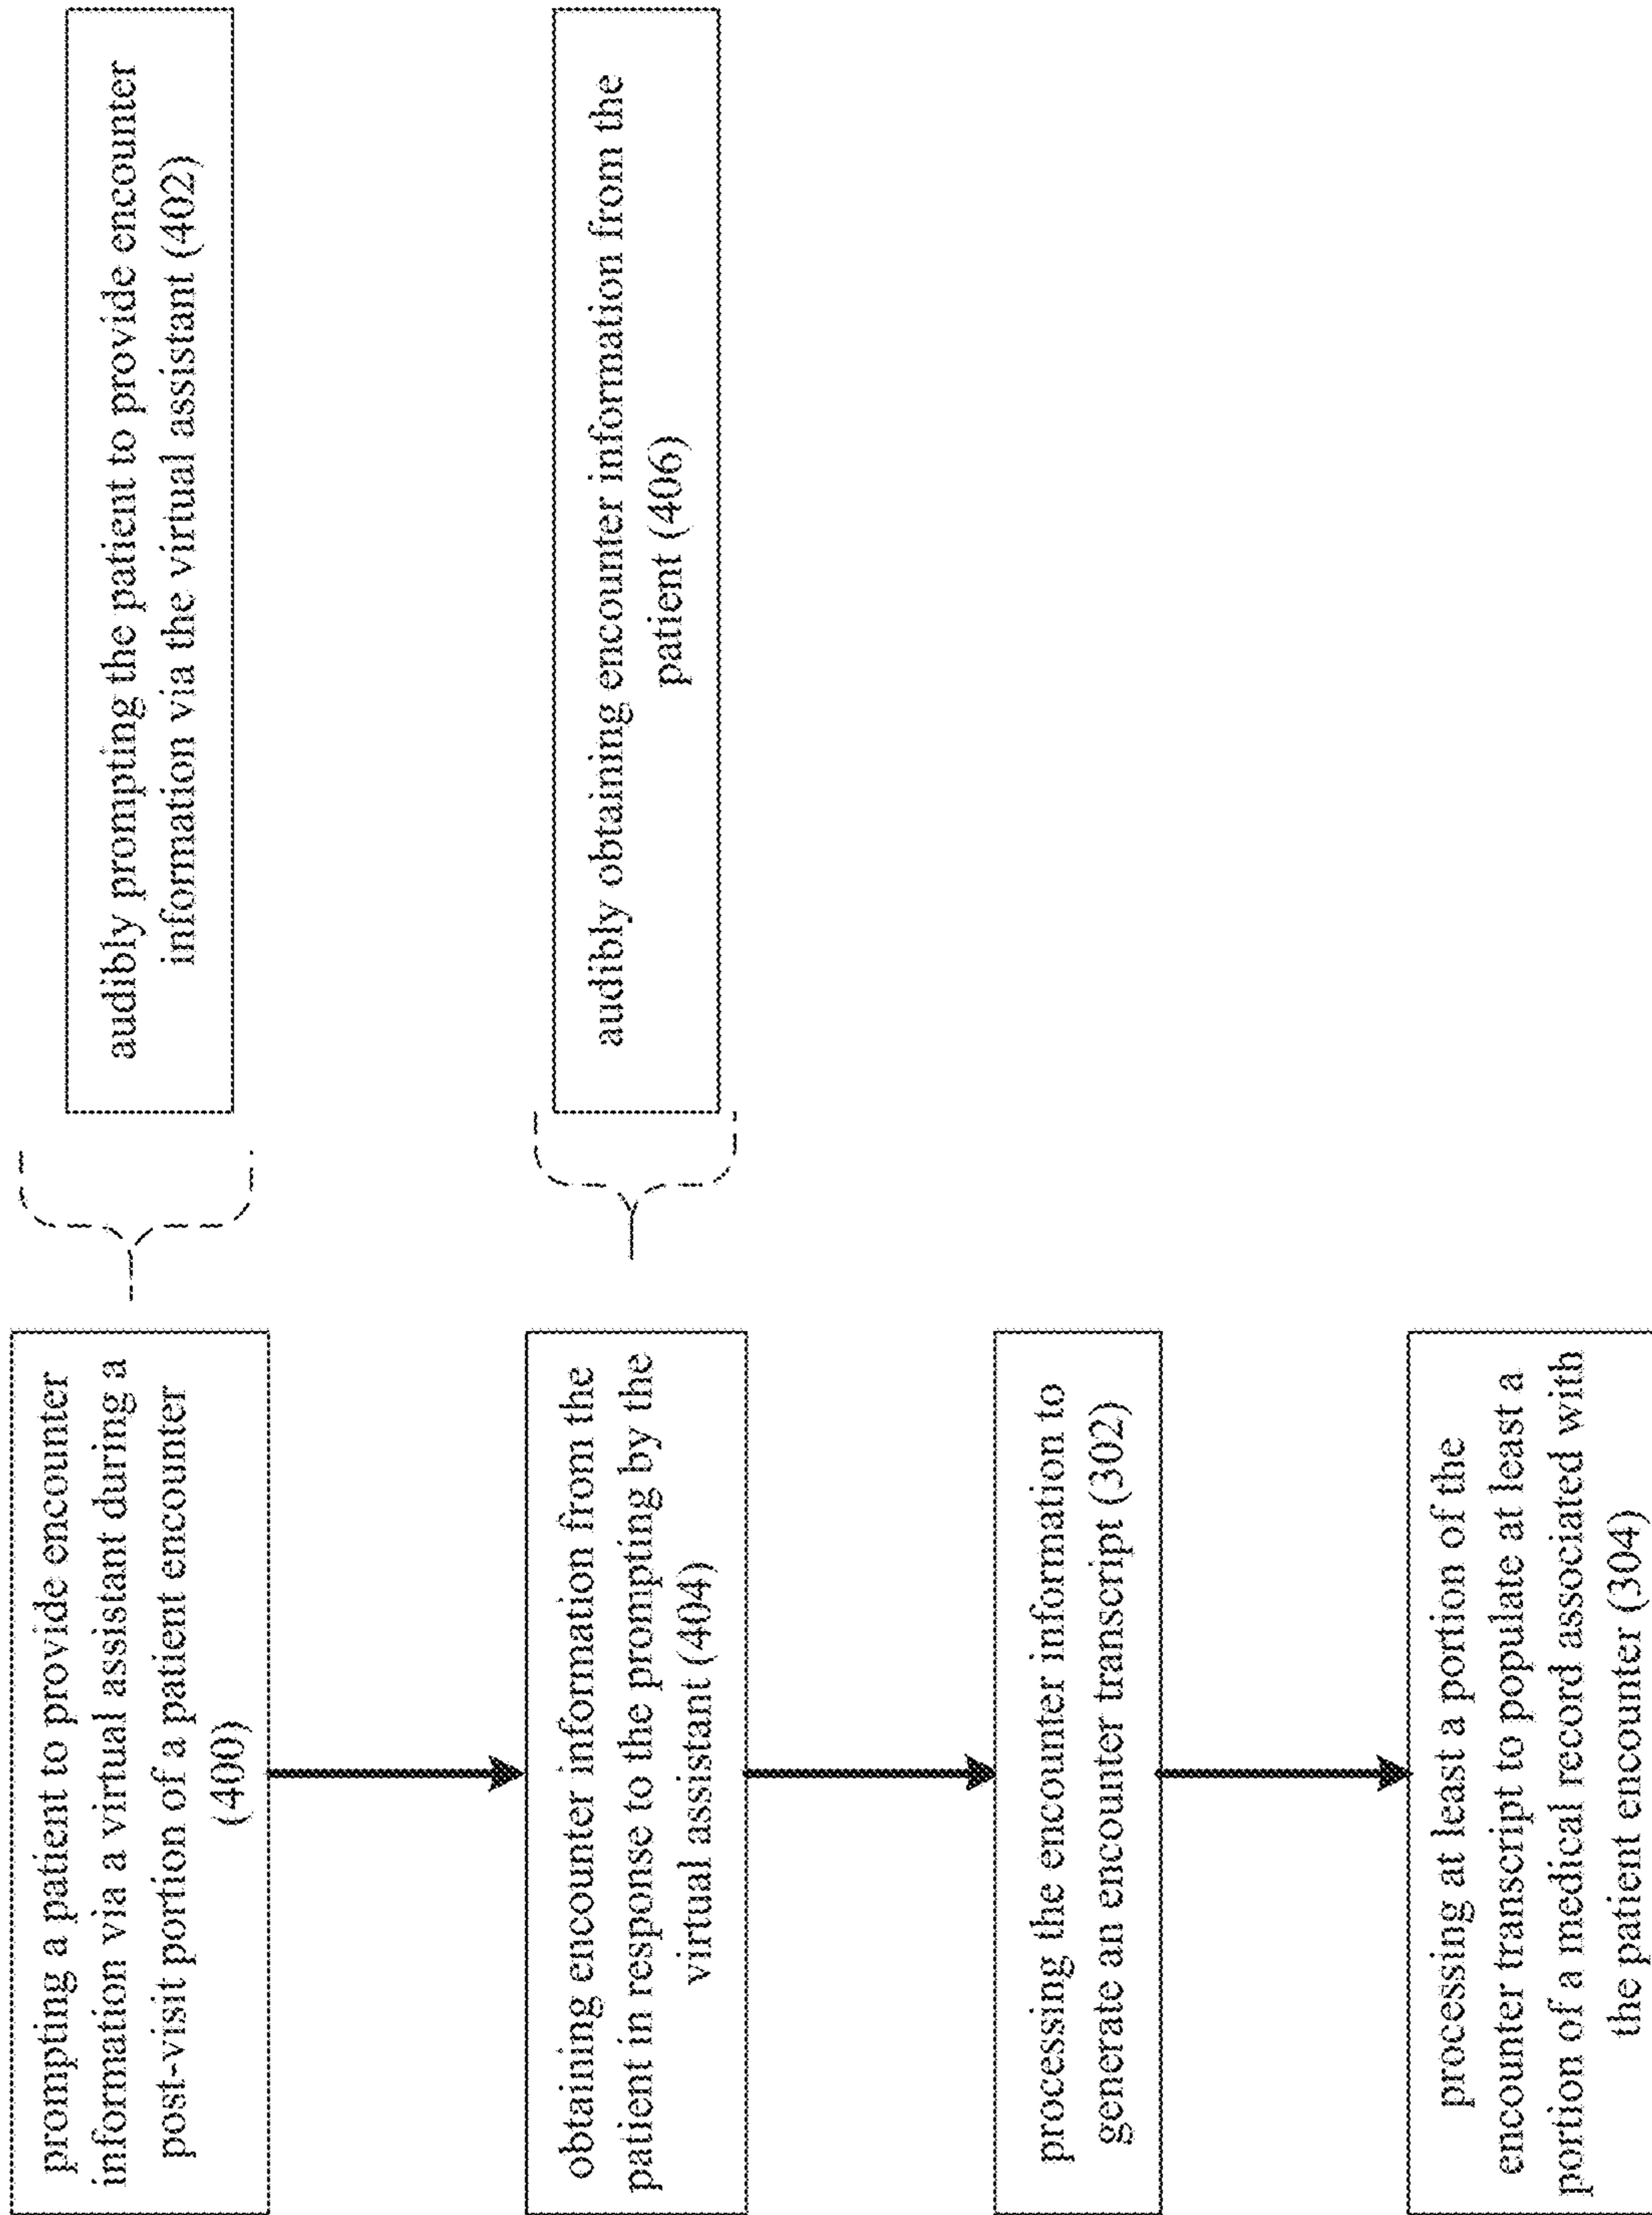 prompting a patient to provide encounter
information via a virtual assistant during a
post-visit portion of a patient encounter
(400)
audibly prompting the patient to provide encounter
information via the virtual assistant (402)
obtaining encounter information from the
patient in response to the prompting by the
virtual assistant (404)
audibly obtaining encounter information from the
patient (406)
processing the encounter information to
generate an encounter transcript (302)
processing at least a portion of the
encounter transcript to populate at least a
portion of a medical record associated with
the patient encounter (304)